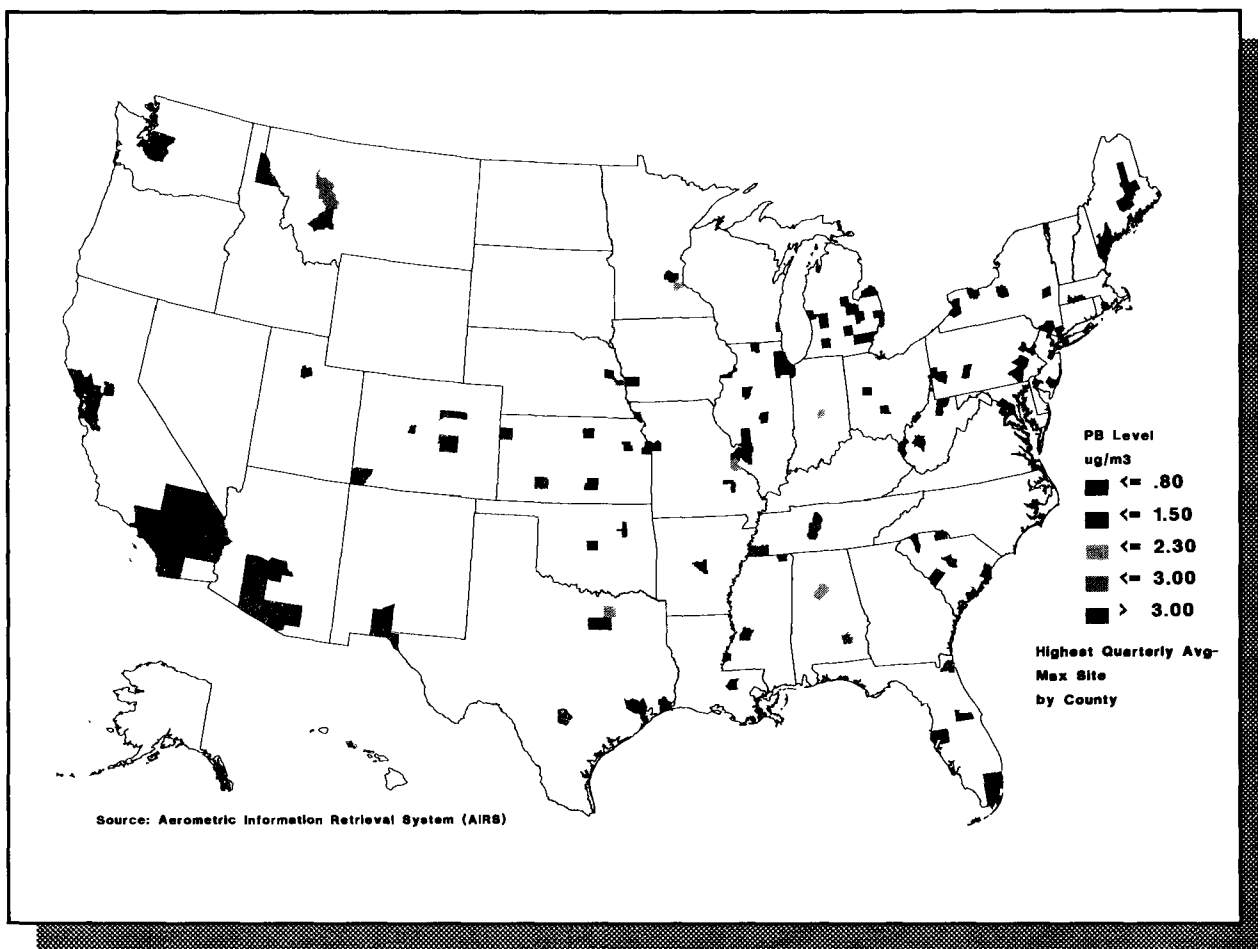 PB Level
ug/m3
<= .80
<= 1.50
<= 2.30
<= 3.00
> 3.00
Highest Quarterly Avg-
Max Site
by County
Source: Aerometric Information Retrieval System (AIRS)